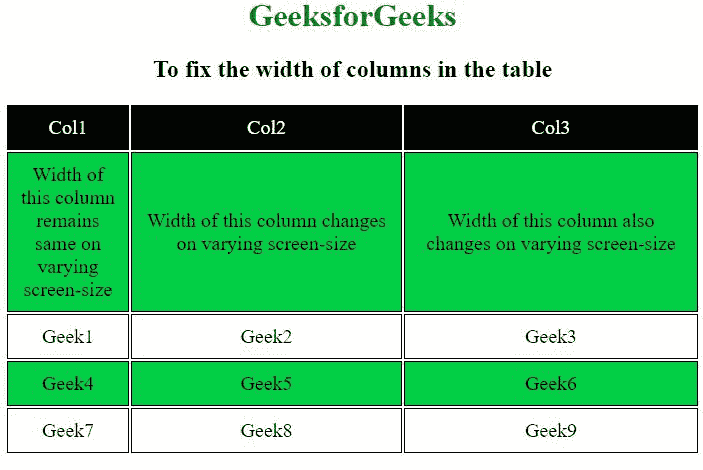 GeeksforGeeks
To fix the width of columns in the table
Col1 Col2 Col3
Width of
this column
remains
same on
varying
screen-size
Width of this column changes
on varying screen-size
Width of this column also
changes on varying screen-size
Geek1 Geek2 Geek3
Geek4 Geek5 Geek6
Geek7 Geek8 Geek9